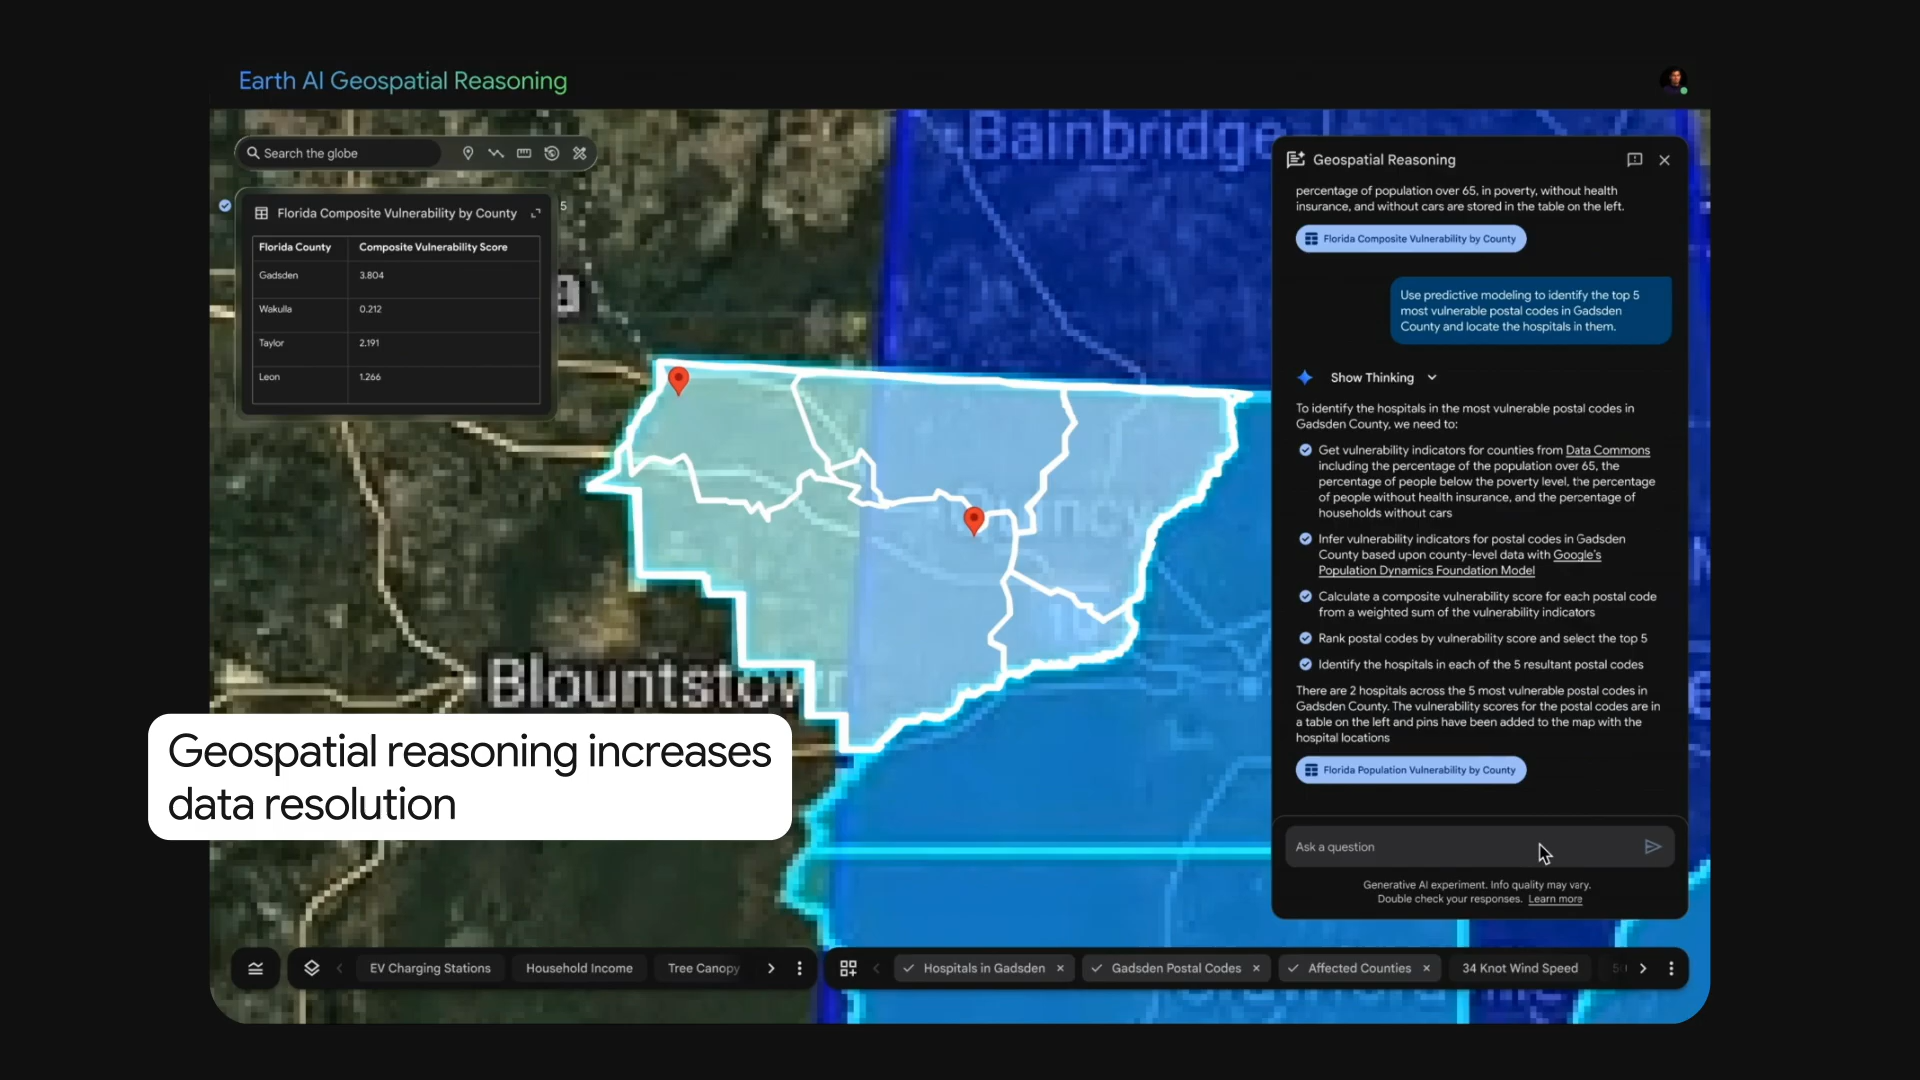 Earth AI Geospatial Reasoning
Search the globe
Florida Composite Vulnerability by County
5
Florida County Composite Vulnerability Score
Gadsden 3.804
Wakulla 0.212
Taylor 2.191
Leon 1.266
Bainbridge
a
Quincy
Blountstown
Geospatial reasoning increases
data resolution
Geospatial Reasoning
percentage of population over 65, in poverty, without health
insurance, and without cars are stored in the table on the left.
Florida Composite Vulnerability by County
Use predictive modeling to identify the top 5
most vulnerable postal codes in Gadsden
County and locate the hospitals in them.
Show Thinking
To identify the hospitals in the most vulnerable postal codes in
Gadsden County, we need to:
Get vulnerability indicators for counties from Data Commons
including the percentage of the population over 65, the
percentage of people below the poverty level, the percentage
of people without health insurance, and the percentage of
households without cars
Infer vulnerability indicators for postal codes in Gadsden
County based upon county-level data with Google's
Population Dynamics Foundation Model
Calculate a composite vulnerability score for each postal code
from a weighted sum of the vulnerability indicators
Rank postal codes by vulnerability score and select the top 5
Identify the hospitals in each of the 5 resultant postal codes
There are 2 hospitals across the 5 most vulnerable postal codes in
Gadsden County. The vulnerability scores for the postal codes are in
a table on the left and pins have been added to the map with the
hospital locations
Florida Population Vulnerability by County
Ask a question
Generative AI experiment. Info quality may vary.
Double check your responses. Learn more
EV Charging Stations Household Income Tree Canopy
Hospitals in Gadsden Gadsden Postal Codes Affected Counties 34 Knot Wind Speed